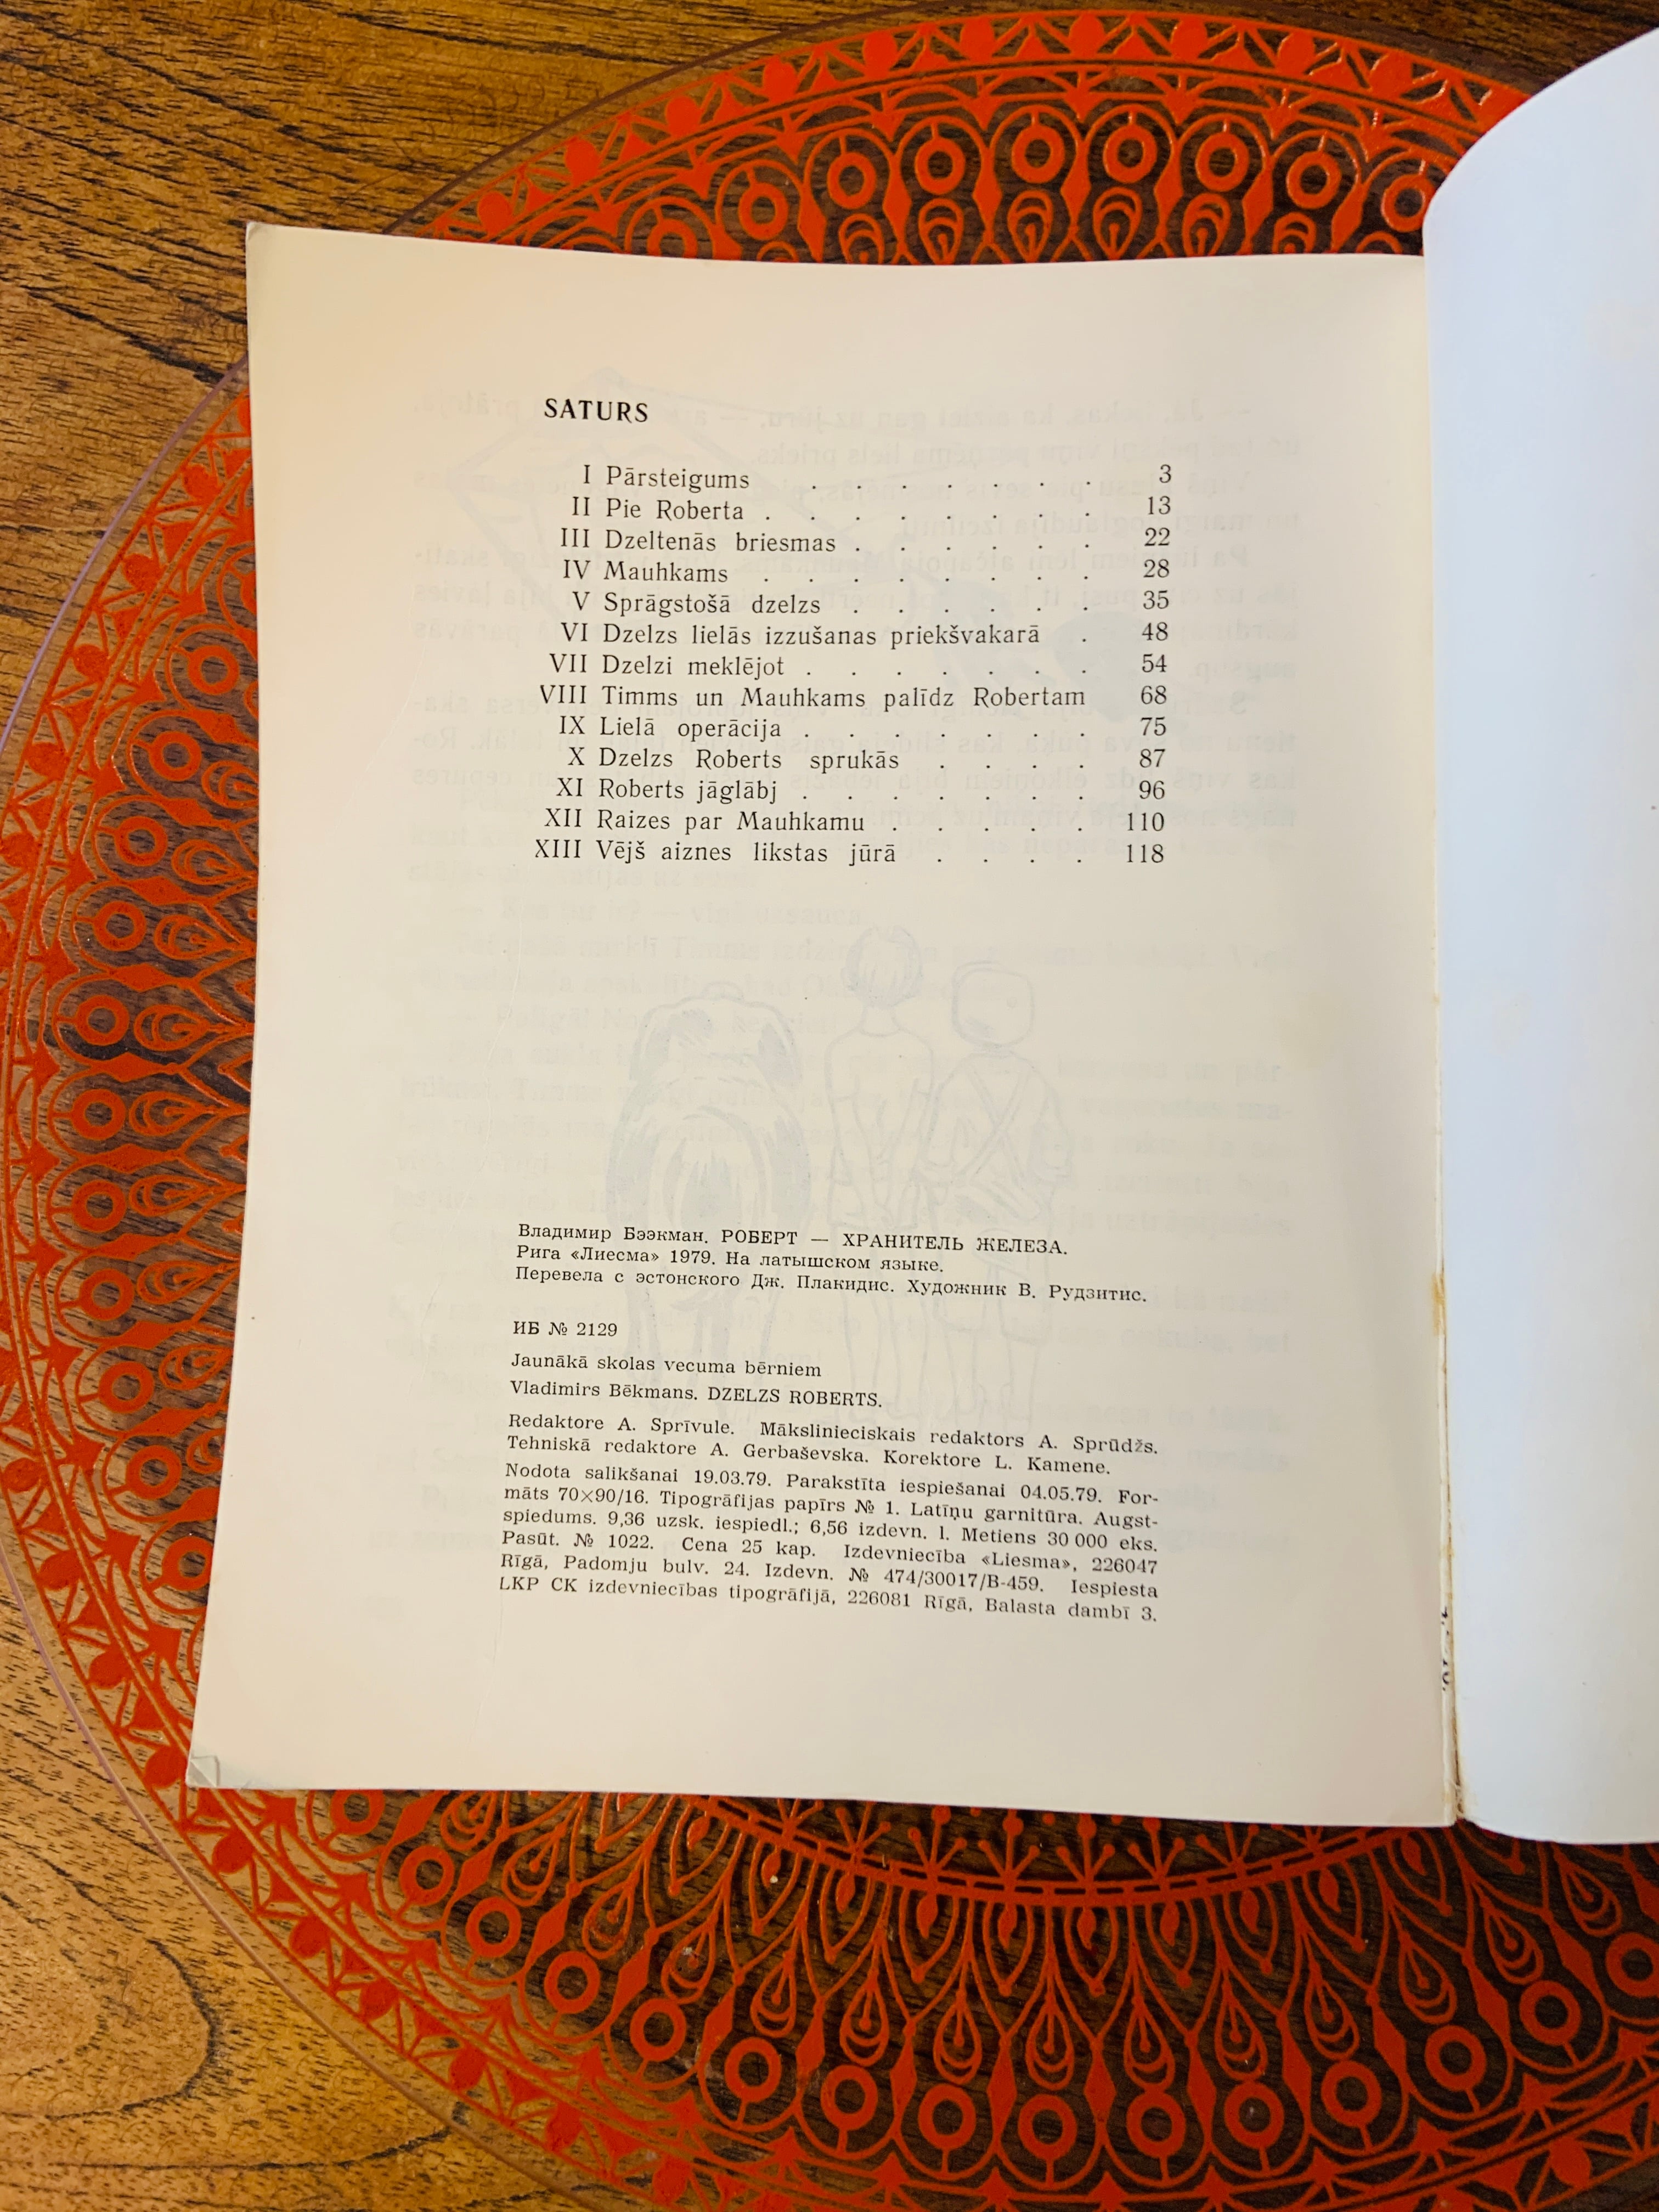 SATURS
I Pārsteigums . . . . . . 3
II Pie Roberta . . . . . . . . 13
III Dzeltenās briesmas . . . . . . 22
IV Mauhkams . . . . . . . . 28
V Sprāgstošā dzelzs . . . . . . 35
VI Dzelzs lielās izzušanas priekšvakarā . 48
VII Dzelzi meklējot . . . . . . . 54
VIII Timms un Mauhkams palīdz Robertam 68
IX Lielā operācija . . . . . . . 75
X Dzelzs Roberts sprukās . . . . 87
XI Roberts jāglābj . . . . . . . 96
XII Raizes par Mauhkamu . . . . . 110
XIII Vējš aiznes likstas jūrā . . . . 118
Владимир Бээкман. РОБЕРТ — ХРАНИТЕЛЬ ЖЕЛЕЗА.
Рига «Лиесма» 1979. На латышском языке.
Перевела с эстонского Дж. Плакидис. Художник В. Рудзитис.
ИБ № 2129
Jaunākā skolas vecuma bērniem
Vladimirs Bēkmans. DZELZS ROBERTS.
Redaktore A. Sprīvule. Mākslinieciskais redaktors A. Sprūdžs.
Tehniskā redaktore A. Gerbaševska. Korektore L. Kamene.
Nodota salikšanai 19.03.79. Parakstīta iespiešanai 04.05.79. For-
māts 70×90/16. Tipogrāfijas papīrs № 1. Latīņu garnitūra. Augst-
spiedums. 9,36 uzsk. iespiedl.; 6,56 izdevn. l. Metiens 30 000 eks.
Pasūt. № 1022. Cena 25 kap. Izdevniecība «Liesma», 226047
Rīgā, Padomju bulv. 24. Izdevn. № 474/30017/B-459. Iespiesta
LKP CK izdevniecības tipogrāfijā, 226081 Rīgā, Balasta dambī 3.